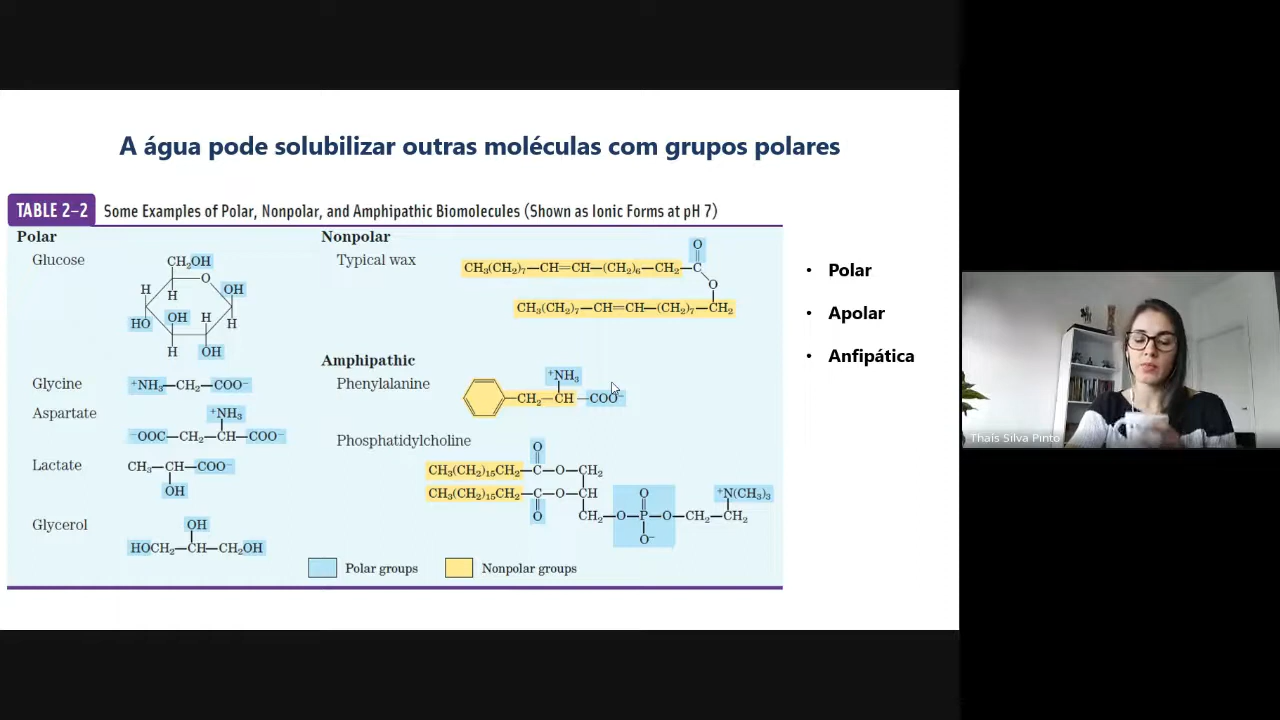 A água pode solubilizar outras moléculas com grupos polares
TABLE 2–2 Some Examples of Polar, Nonpolar, and Amphipathic Biomolecules (Shown as Ionic Forms at pH 7)
Polar
Glucose
CH₂OH
O
H
H
OH
OH
H
HO
H
H
OH
Glycine
⁺NH₃—CH₂—COO⁻
Aspartate
⁺NH₃
⁻OOC—CH₂—CH—COO⁻
Lactate
CH₃—CH—COO⁻
OH
Glycerol
OH
HOCH₂—CH—CH₂OH
Nonpolar
Typical wax
O
CH₃(CH₂)₇—CH=CH—(CH₂)₆—CH₂—C
O
CH₃(CH₂)₇—CH=CH—(CH₂)₇—CH₂
Amphipathic
Phenylalanine
⁺NH₃
—CH₂—CH—COO⁻
Phosphatidylcholine
O
CH₃(CH₂)₁₅CH₂—C—O—CH₂
CH₃(CH₂)₁₅CH₂—C—O—CH
O
O
⁺N(CH₃)₃
CH₂—O—P—O—CH₂—CH₂
O⁻
Polar groups
Nonpolar groups
• Polar
• Apolar
• Anfipática
Thais Silva Pinto